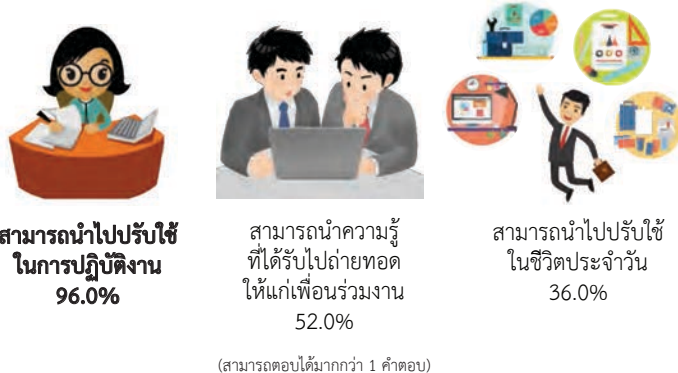 สามารถนำไปปรับใช้
ในการปฏิบัติงาน
96.0%
สามารถนำความรู้
ที่ได้รับไปถ่ายทอด
ให้แก่เพื่อนร่วมงาน
52.0%
สามารถนำไปปรับใช้
ในชีวิตประจำวัน
36.0%
(สามารถตอบได้มากกว่า 1 คำตอบ)